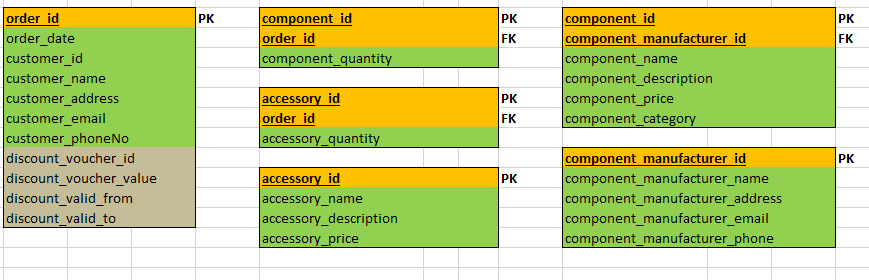 order_id PK
order_date
customer_id
customer_name
customer_address
customer_email
customer_phoneNo
discount_voucher_id
discount_voucher_value
discount_valid_from
discount_valid_to
component_id PK
order_id FK
component_quantity
accessory_id PK
order_id FK
accessory_quantity
accessory_id PK
accessory_name
accessory_description
accessory_price
component_id PK
component_manufacturer_id FK
component_name
component_description
component_price
component_category
component_manufacturer_id PK
component_manufacturer_name
component_manufacturer_address
component_manufacturer_email
component_manufacturer_phone